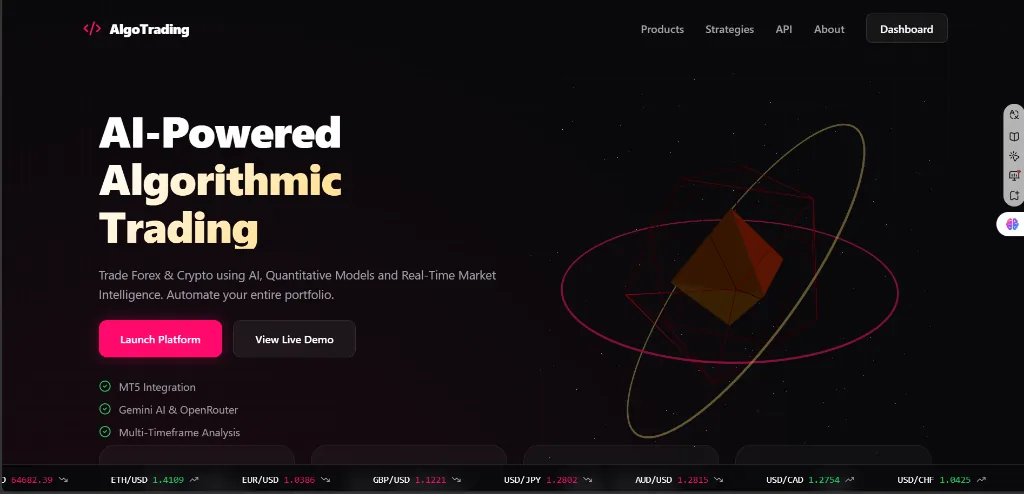 </> AlgoTrading
Products Strategies API About Dashboard
AI-Powered
Algorithmic
Trading
Trade Forex & Crypto using AI, Quantitative Models and Real-Time Market
Intelligence. Automate your entire portfolio.
Launch Platform View Live Demo
MT5 Integration
Gemini AI & OpenRouter
Multi-Timeframe Analysis
D 64682.39 ETH/USD 1.4109 EUR/USD 1.0386 GBP/USD 1.1221 USD/JPY 1.2802 AUD/USD 1.2815 USD/CAD 1.2754 USD/CHF 1.0425